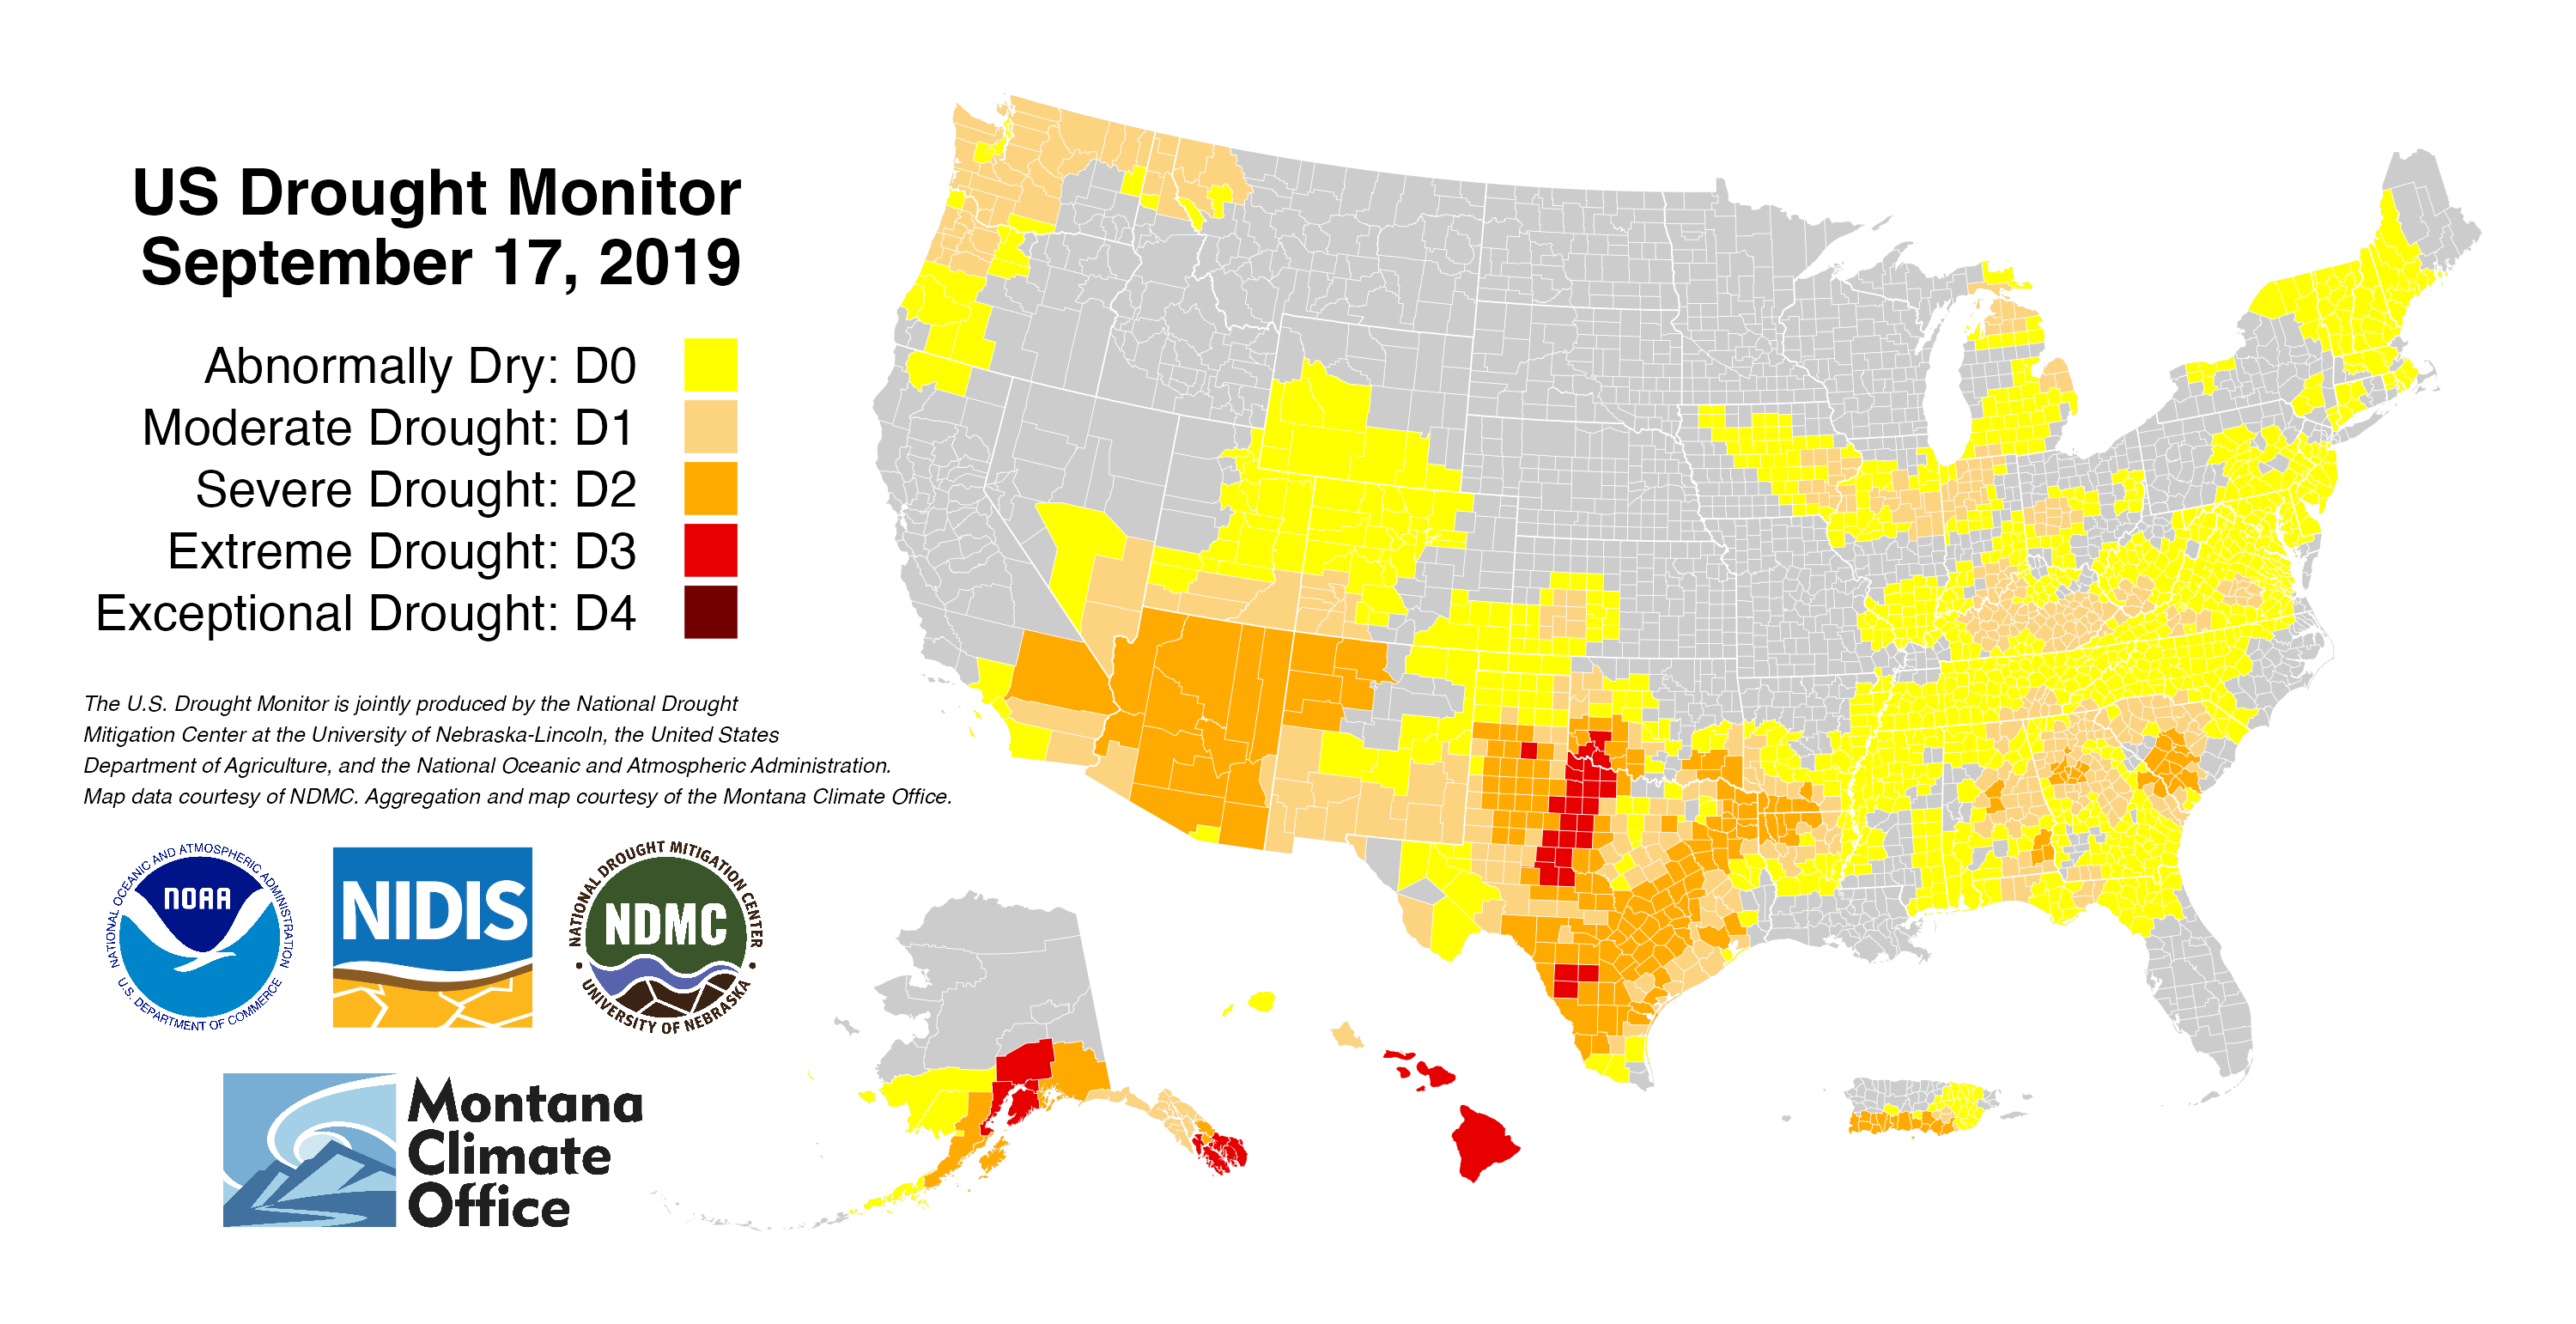 US Drought Monitor
September 17, 2019
Abnormally Dry: D0
Moderate Drought: D1
Severe Drought: D2
Extreme Drought: D3
Exceptional Drought: D4
The U.S. Drought Monitor is jointly produced by the National Drought
Mitigation Center at the University of Nebraska-Lincoln, the United States
Department of Agriculture, and the National Oceanic and Atmospheric Administration.
Map data courtesy of NDMC. Aggregation and map courtesy of the Montana Climate Office.
NATIONAL OCEANIC AND ATMOSPHERIC ADMINISTRATION
NOAA
U.S. DEPARTMENT OF COMMERCE
NIDIS
NATIONAL DROUGHT MITIGATION CENTER
NDMC
UNIVERSITY OF NEBRASKA
Montana
Climate
Office